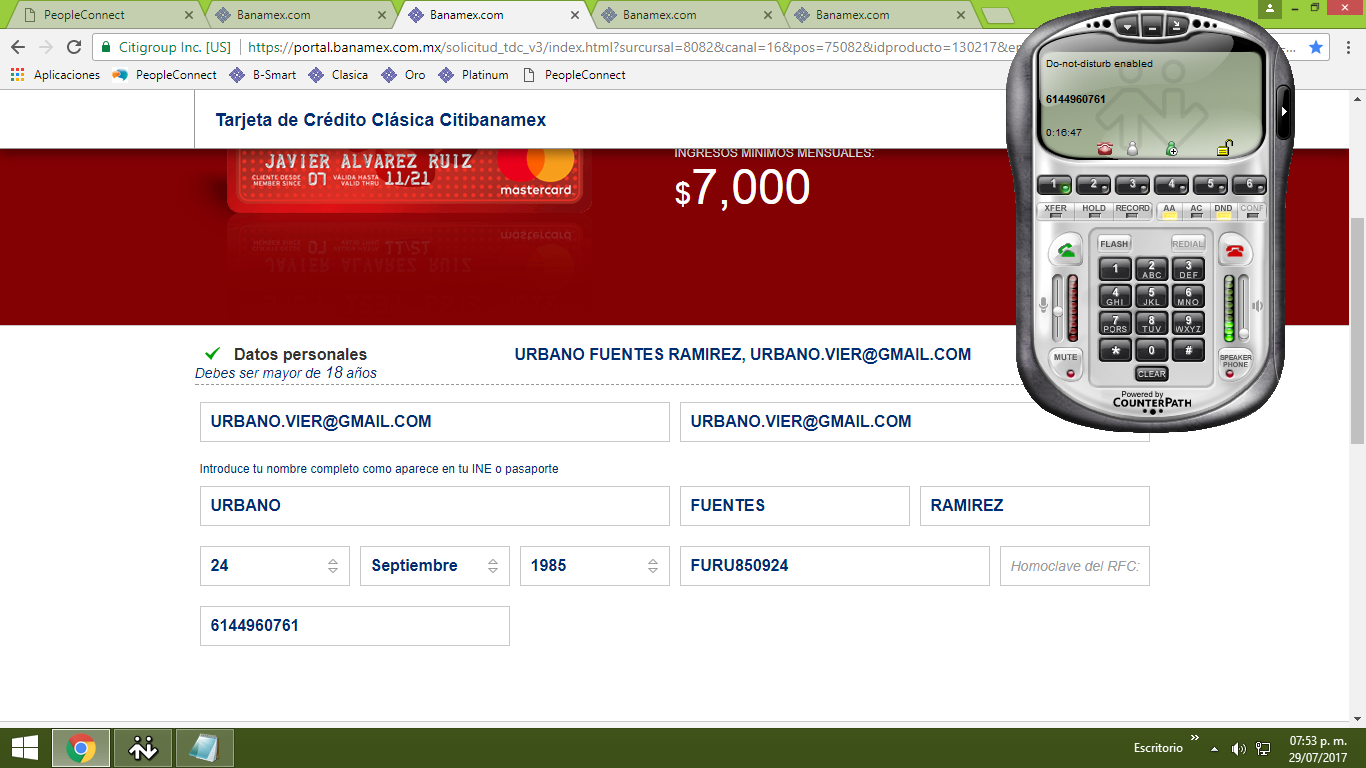 PeopleConnect
Banamex.com
Banamex.com
Banamex.com
Banamex.com
Citigroup Inc. [US] https://portal.banamex.com.mx/solicitud_tdc_v3/index.html?surcursal=8082&canal=16&pos=75082&idproducto=130217&
Aplicaciones PeopleConnect B-Smart Clasica Oro Platinum PeopleConnect
Tarjeta de Crédito Clásica Citibanamex
JAVIER ALVAREZ RUIZ
CLIENTE DESDE
MEMBER SINCE 07 VÁLIDA HASTA
VALID THRU 11/21
mastercard
INGRESOS MÍNIMOS MENSUALES:
$7,000
Datos personales URBANO FUENTES RAMIREZ, URBANO.VIER@GMAIL.COM
Debes ser mayor de 18 años
URBANO.VIER@GMAIL.COM URBANO.VIER@GMAIL.COM
Introduce tu nombre completo como aparece en tu INE o pasaporte
URBANO FUENTES RAMIREZ
24 Septiembre 1985 FURU850924 Homoclave del RFC:
6144960761
Do-not-disturb enabled
6144960761
0:16:47
1 2 3 4 5 6
XFER HOLD RECORD AA AC DND CONF
FLASH REDIAL
1 2 ABC 3 DEF
4 GHI 5 JKL 6 MNO
7 PQRS 8 TUV 9 WXYZ
* 0 #
MUTE CLEAR SPEAKER PHONE
Powered by
COUNTERPATH
Escritorio
07:53 p. m.
29/07/2017